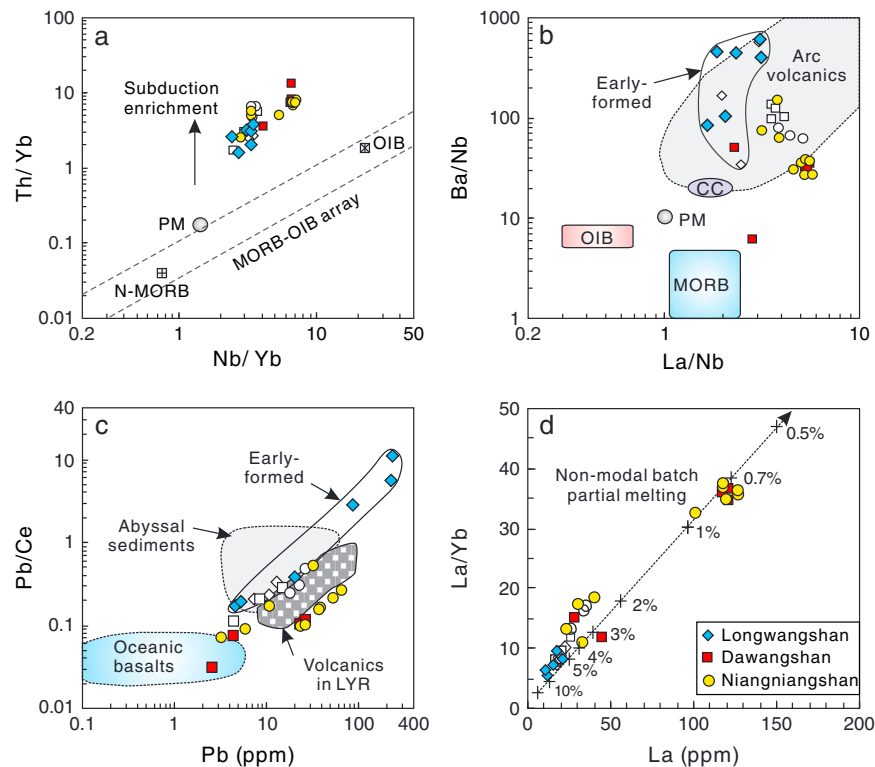 a
Th/ Yb
100
10
1
0.1
0.01
Subduction
enrichment
OIB
PM
N-MORB
MORB-OIB array
0.2
1
10
50
Nb/ Yb
b
Ba/Nb
1000
100
10
1
Early-
formed
Arc
volcanics
CC
PM
OIB
MORB
0.2
1
10
La/Nb
c
Pb/Ce
40
10
1
0.1
0.01
Early-
formed
Abyssal
sediments
Oceanic
basalts
Volcanics
in LYR
0.1
1
10
100
400
Pb (ppm)
d
La/Yb
50
40
30
20
10
0
Non-modal batch
partial melting
0.5%
0.7%
1%
2%
3%
4%
5%
10%
Longwangshan
Dawangshan
Niangniangshan
0
50
100
150
200
La (ppm)